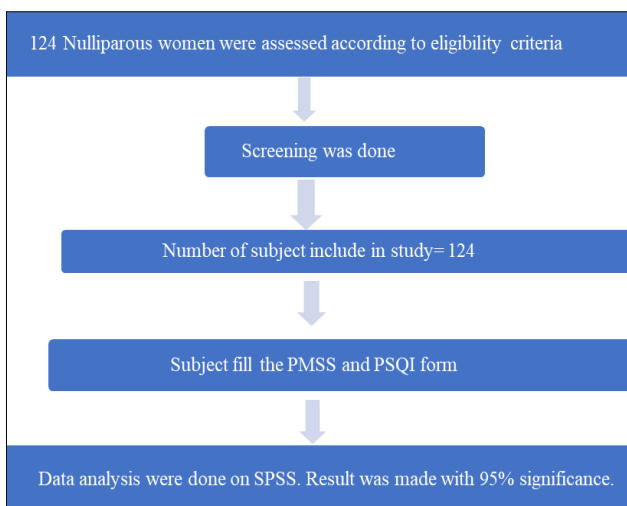 124 Nulliparous women were assessed according to eligibility criteria
Screening was done
Number of subject include in study= 124
Subject fill the PMSS and PSQI form
Data analysis were done on SPSS. Result was made with 95% significance.